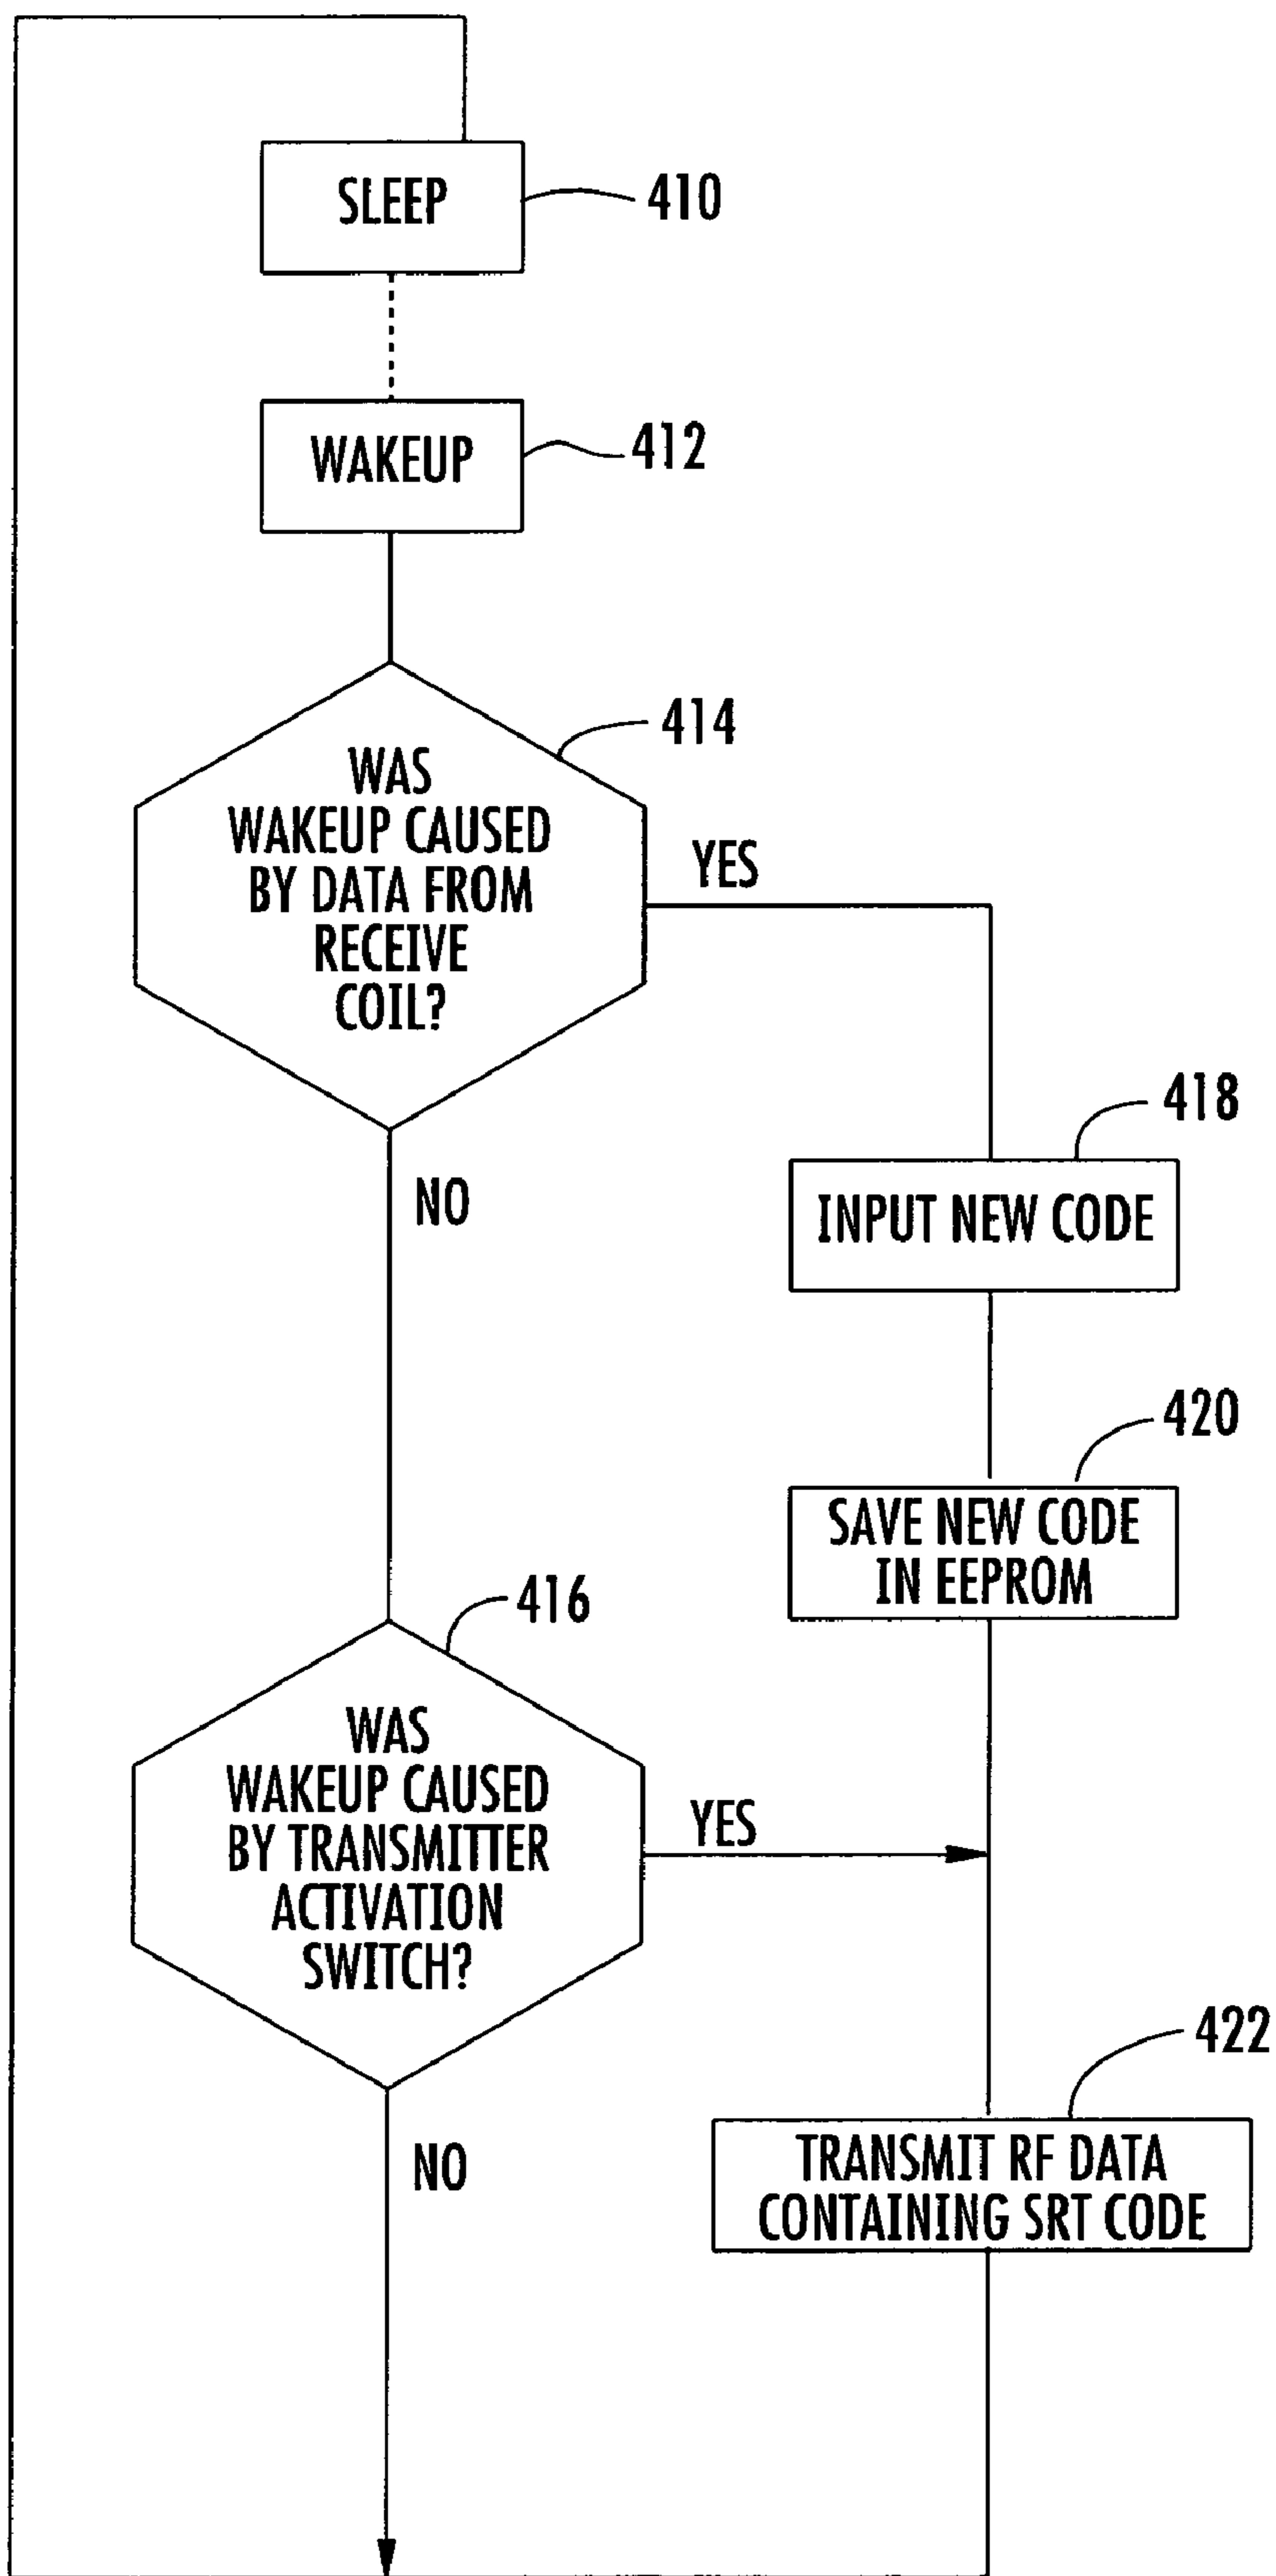 SLEEP
410
WAKEUP
412
414
WAS
WAKEUP CAUSED
BY DATA FROM
RECEIVE
COIL?
YES
NO
418
INPUT NEW CODE
420
SAVE NEW CODE
IN EEPROM
416
WAS
WAKEUP CAUSED
BY TRANSMITTER
ACTIVATION
SWITCH?
YES
NO
422
TRANSMIT RF DATA
CONTAINING SRT CODE